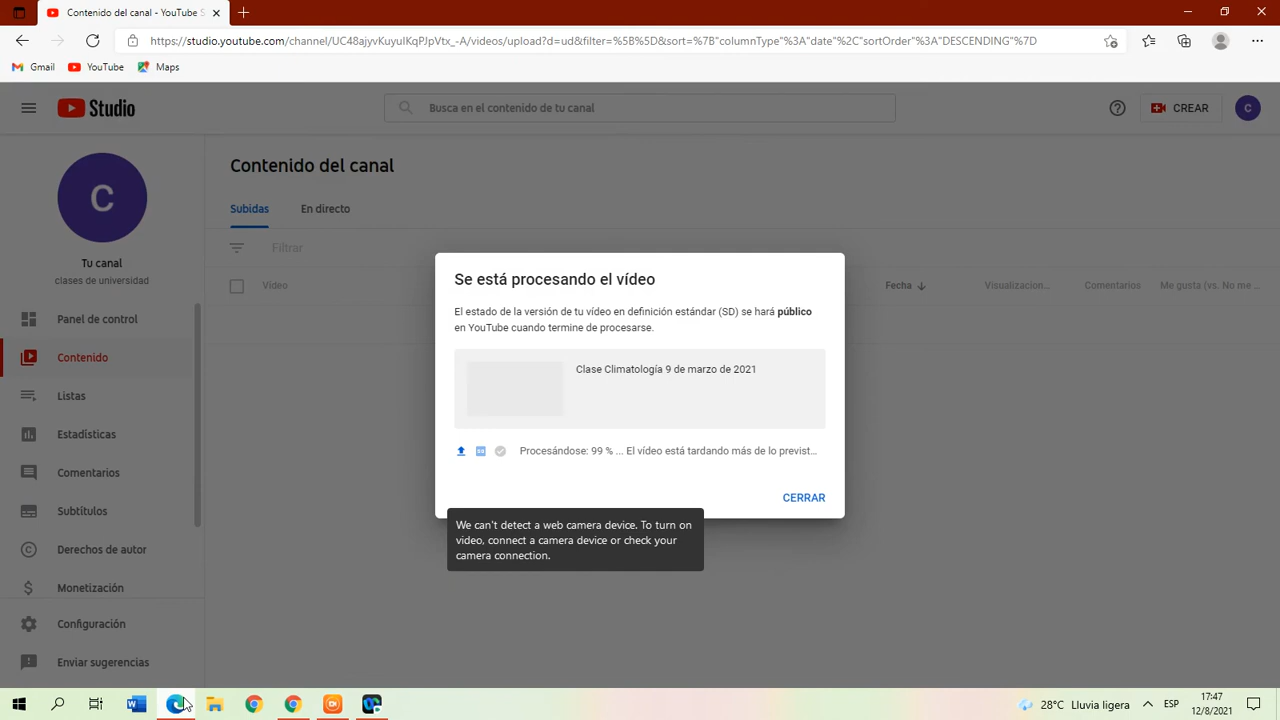 Contenido del canal - YouTube S
https://studio.youtube.com/channel/UC48ajyvKuyuIKqPJpVtx_-A/videos/upload?d=ud&filter=%5B%5D&sort=%7B"columnType"%3A"date"%2C"sortOrder"%3A"DESCENDING"%7D
Gmail YouTube Maps
Studio
Busca en el contenido de tu canal
CREAR
C
C
Tu canal
clases de universidad
Panel de control
Contenido
Listas
Estadísticas
Comentarios
Subtítulos
Derechos de autor
Monetización
Configuración
Enviar sugerencias
Contenido del canal
Subidas En directo
Filtrar
Vídeo Fecha Visualizacion... Comentarios Me gusta (vs. No me ...
Se está procesando el vídeo
El estado de la versión de tu vídeo en definición estándar (SD) se hará público
en YouTube cuando termine de procesarse.
Clase Climatología 9 de marzo de 2021
SD
Procesándose: 99 % ... El vídeo está tardando más de lo previst...
CERRAR
We can't detect a web camera device. To turn on
video, connect a camera device or check your
camera connection.
28°C Lluvia ligera
ESP
17:47
12/8/2021